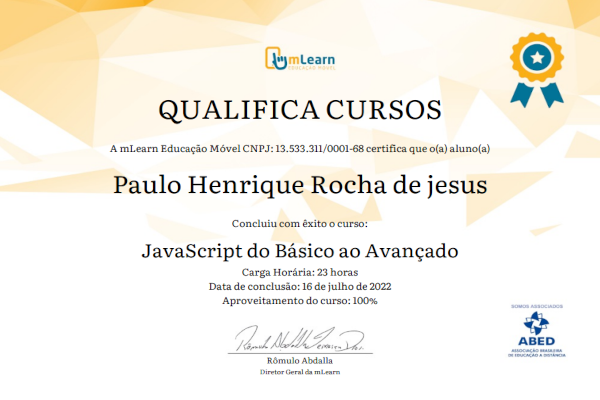 mLearn
EDUCAÇÃO MÓVEL
QUALIFICA CURSOS
A mLearn Educação Móvel CNPJ: 13.533.311/0001-68 certifica que o(a) aluno(a)
Paulo Henrique Rocha de jesus
Concluiu com êxito o curso:
JavaScript do Básico ao Avançado
Carga Horária: 23 horas
Data de conclusão: 16 de julho de 2022
Aproveitamento do curso: 100%
Rômulo Abdalla
Diretor Geral da mLearn
SOMOS ASSOCIADOS
ABED
ASSOCIAÇÃO BRASILEIRA
DE EDUCAÇÃO A DISTÂNCIA